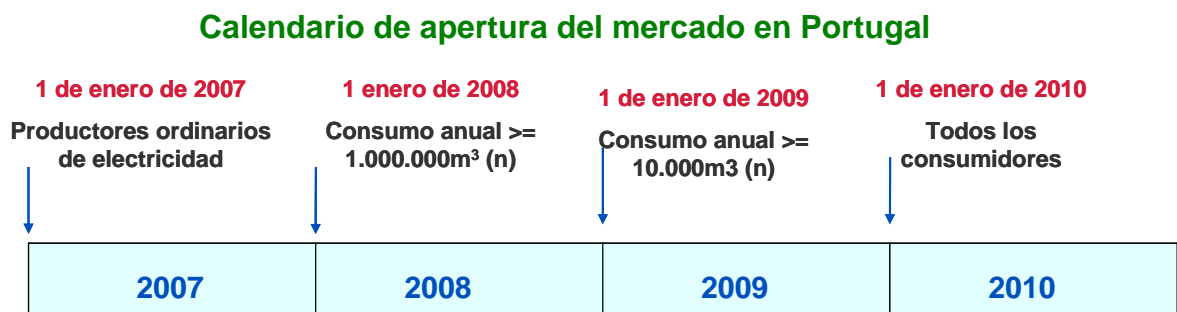 Calendario de apertura del mercado en Portugal
1 de enero de 2007
Productores ordinarios
de electricidad
1 de enero de 2008
Consumo anual >=
1.000.000m³ (n)
1 de enero de 2009
Consumo anual >=
10.000m3 (n)
1 de enero de 2010
Todos los
consumidores
2007
2008
2009
2010